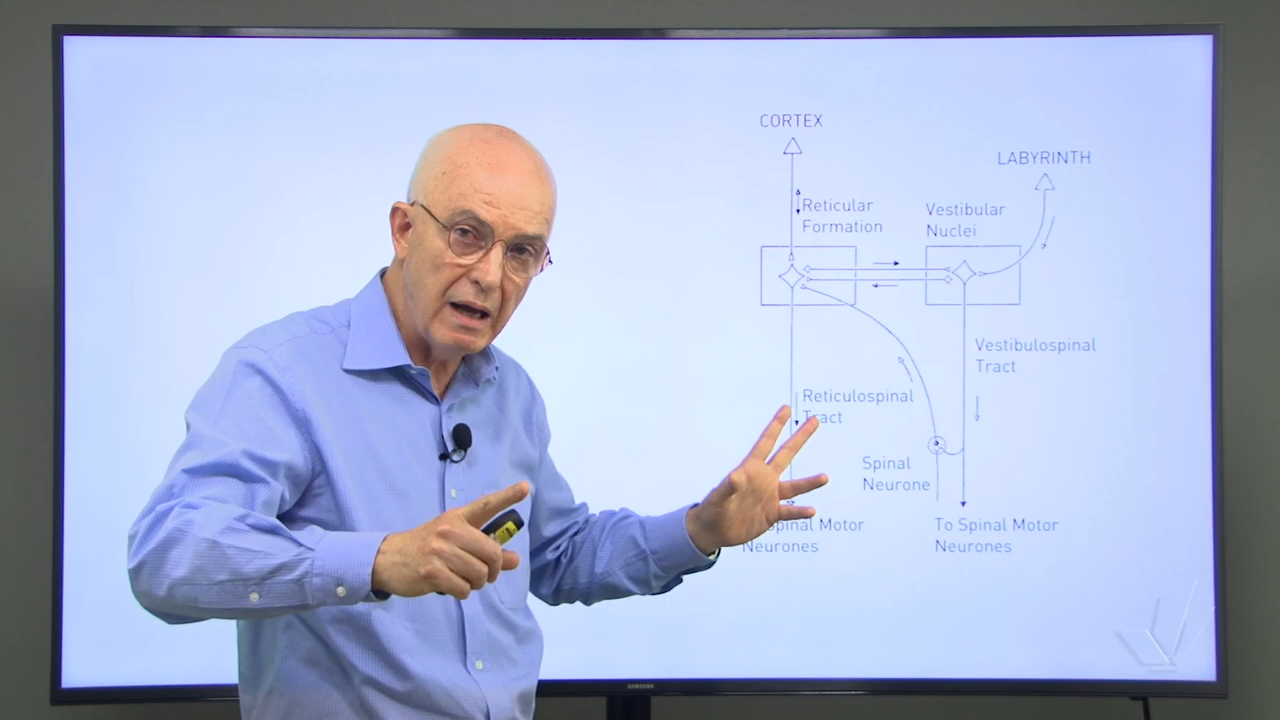 CORTEX
LABYRINTH
Reticular
Formation
Vestibular
Nuclei
Vestibulospinal
Tract
Reticulospinal
Tract
Spinal
Neurone
Spinal Motor
Neurones
To Spinal Motor
Neurones
SAMSUNG